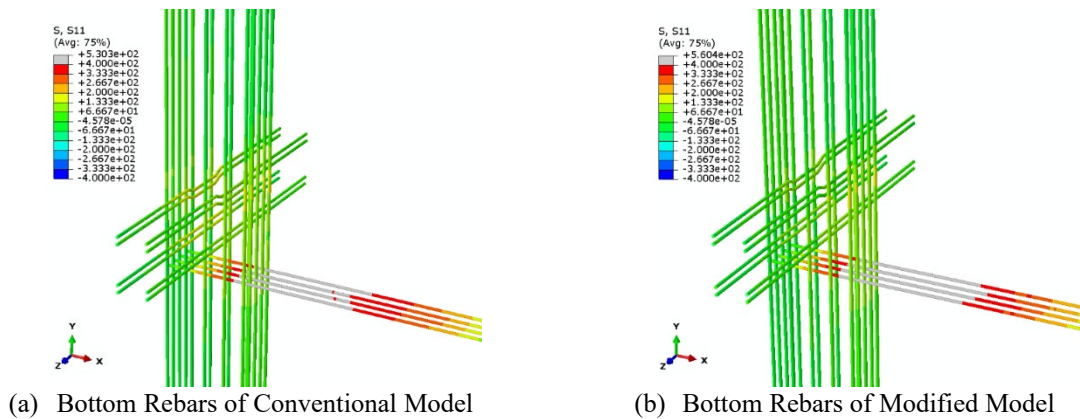 S, S11
(Avg: 75%)
+5.303e+02
+4.000e+02
+3.333e+02
+2.667e+02
+2.000e+02
+1.333e+02
+6.667e+01
-4.578e-05
-6.667e+01
-1.333e+02
-2.000e+02
-2.667e+02
-3.333e+02
-4.000e+02
Y
Z
X
(a) Bottom Rebars of Conventional Model
S, S11
(Avg: 75%)
+5.604e+02
+4.000e+02
+3.333e+02
+2.667e+02
+2.000e+02
+1.333e+02
+6.667e+01
-4.578e-05
-6.667e+01
-1.333e+02
-2.000e+02
-2.667e+02
-3.333e+02
-4.000e+02
Y
Z
X
(b) Bottom Rebars of Modified Model